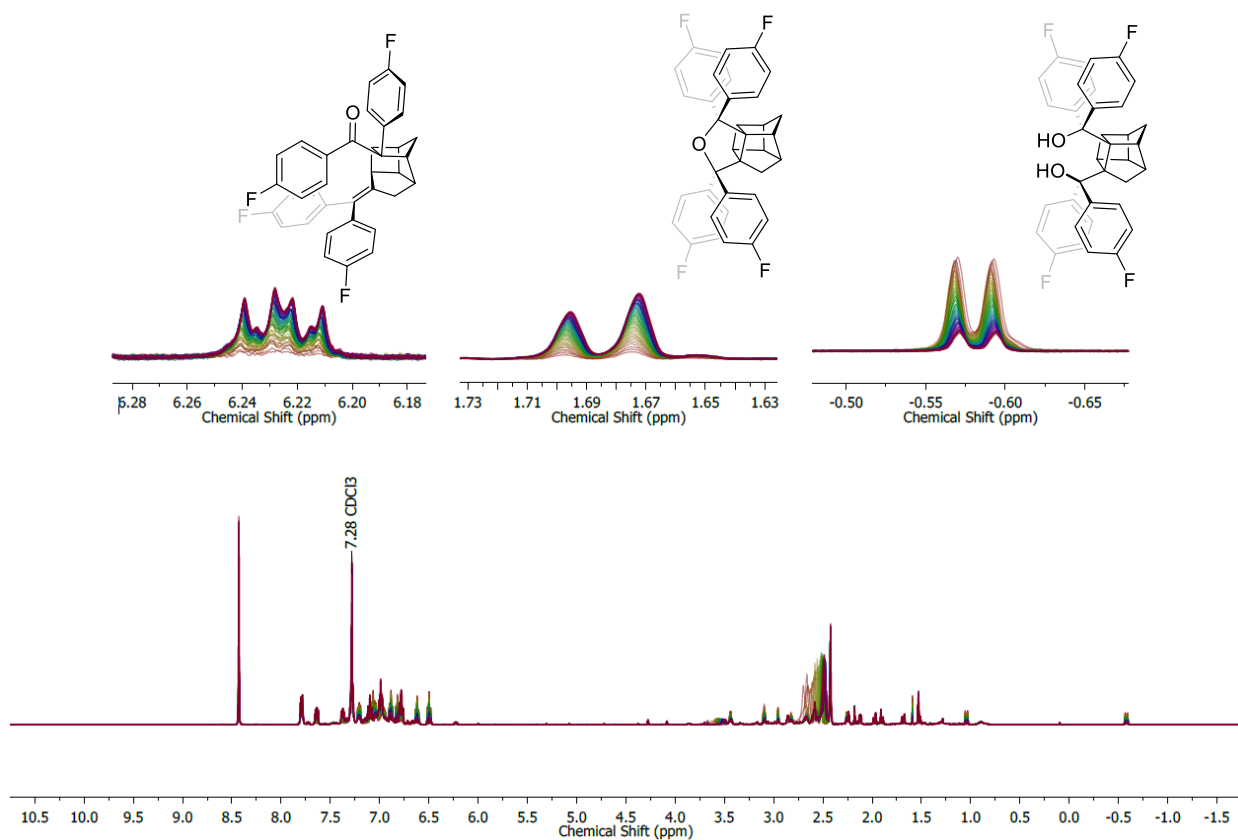 F
F
O
F
F
F
F
F
O
F
F
F
F
HO
HO
F
F
6.28 6.26 6.24 6.22 6.20 6.18
Chemical Shift (ppm)
1.73 1.71 1.69 1.67 1.65 1.63
Chemical Shift (ppm)
-0.50 -0.55 -0.60 -0.65
Chemical Shift (ppm)
7.28 CDCl3
10.5 10.0 9.5 9.0 8.5 8.0 7.5 7.0 6.5 6.0 5.5 5.0 4.5 4.0 3.5 3.0 2.5 2.0 1.5 1.0 0.5 0.0 -0.5 -1.0 -1.5
Chemical Shift (ppm)